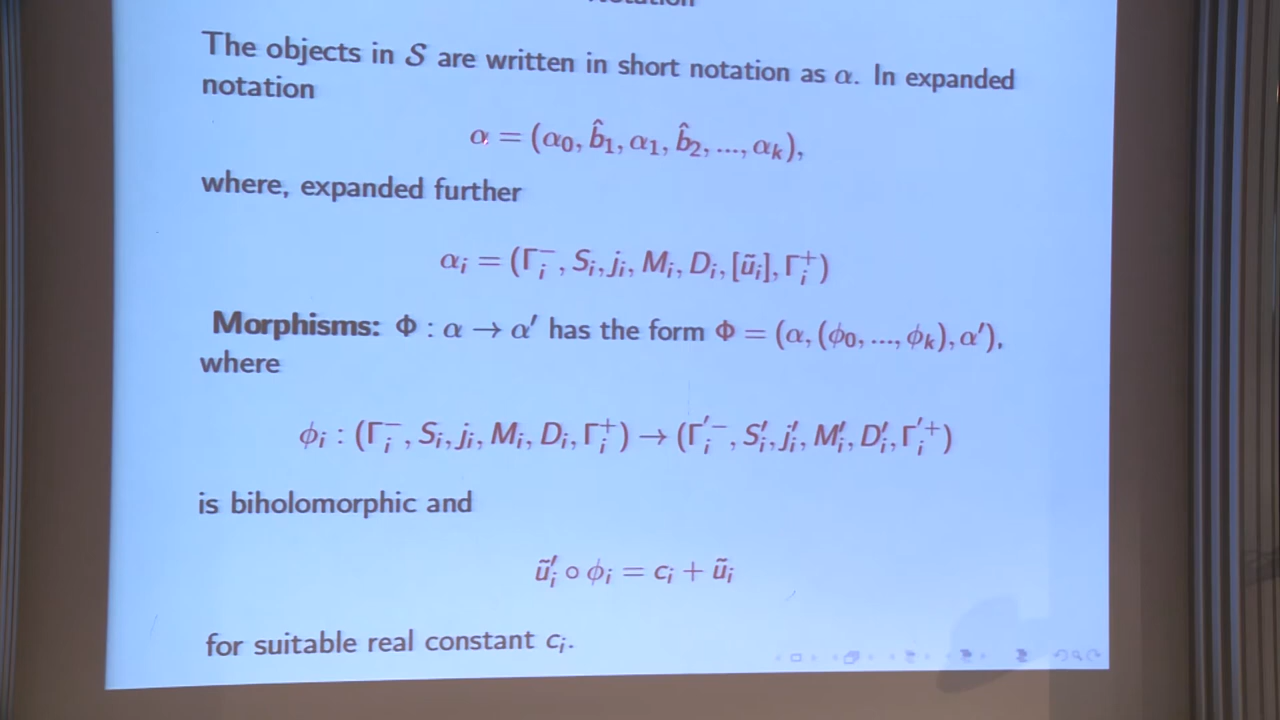 Notation
The objects in 𝒮 are written in short notation as α. In expanded
notation
α = (α₀, b̂₁, α₁, b̂₂, ..., αₖ),
where, expanded further
αᵢ = (Γᵢ⁻, Sᵢ, jᵢ, Mᵢ, Dᵢ, [ũᵢ], Γᵢ⁺)
Morphisms: Φ : α → α′ has the form Φ = (α, (ϕ₀, ..., ϕₖ), α′),
where
ϕᵢ : (Γᵢ⁻, Sᵢ, jᵢ, Mᵢ, Dᵢ, Γᵢ⁺) → (Γ′ᵢ⁻, S′ᵢ, j′ᵢ, M′ᵢ, D′ᵢ, Γ′ᵢ⁺)
is biholomorphic and
ũ′ᵢ ∘ ϕᵢ = cᵢ + ũᵢ
for suitable real constant cᵢ.